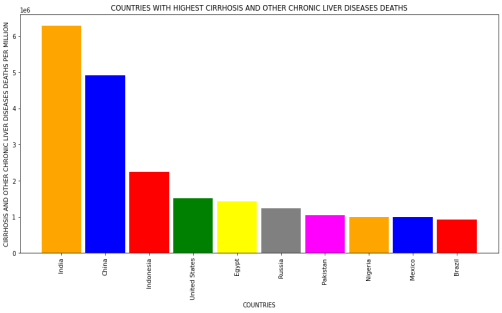 COUNTRIES WITH HIGHEST CIRRHOSIS AND OTHER CHRONIC LIVER DISEASES DEATHS
1e6
CIRRHOSIS AND OTHER CHRONIC LIVER DISEASES DEATHS PER MILLION
6
5
4
3
2
1
0
India
China
Indonesia
United States
Egypt
Russia
Pakistan
Nigeria
Mexico
Brazil
COUNTRIES